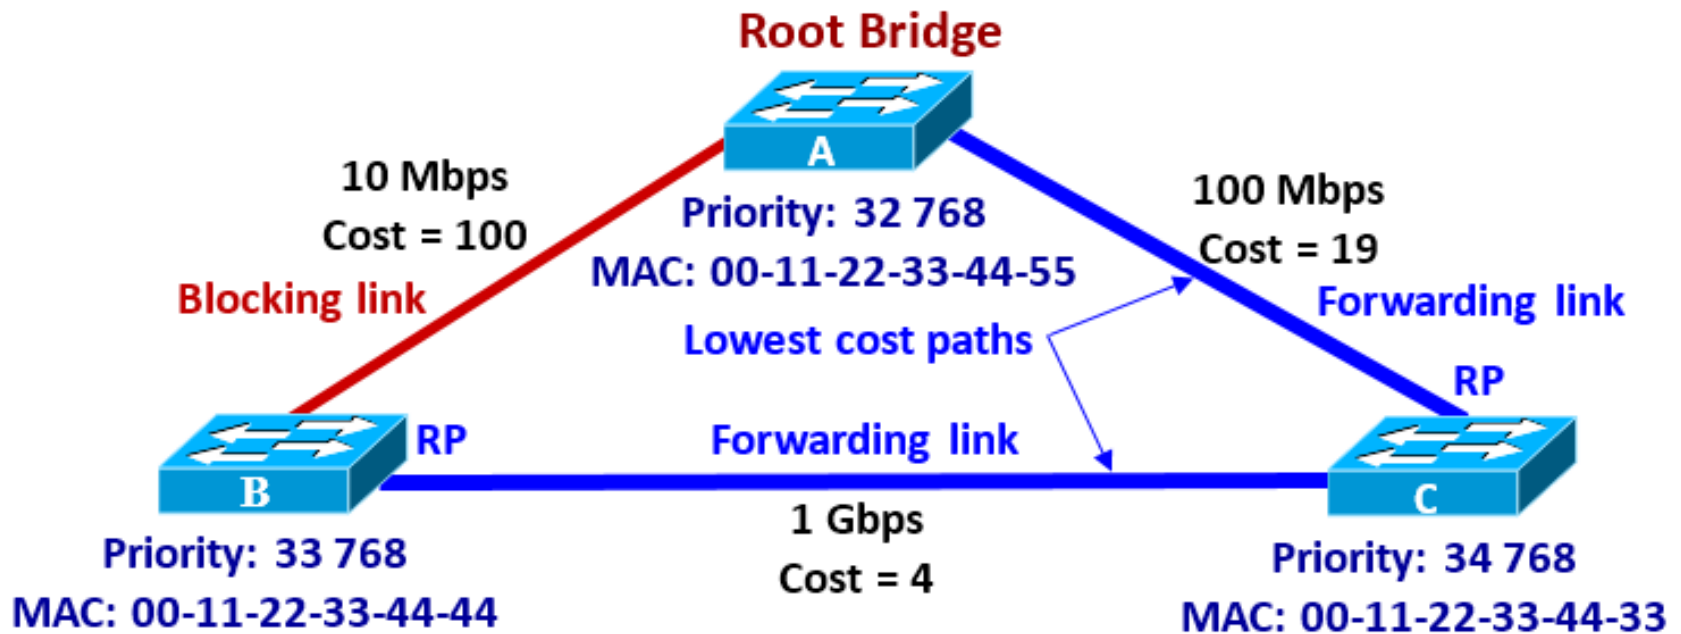 Root Bridge
A
10 Mbps
Cost = 100
Blocking link
Priority: 32 768
MAC: 00-11-22-33-44-55
100 Mbps
Cost = 19
Forwarding link
Lowest cost paths
RP
RP
Forwarding link
B
C
1 Gbps
Cost = 4
Priority: 33 768
MAC: 00-11-22-33-44-44
Priority: 34 768
MAC: 00-11-22-33-44-33